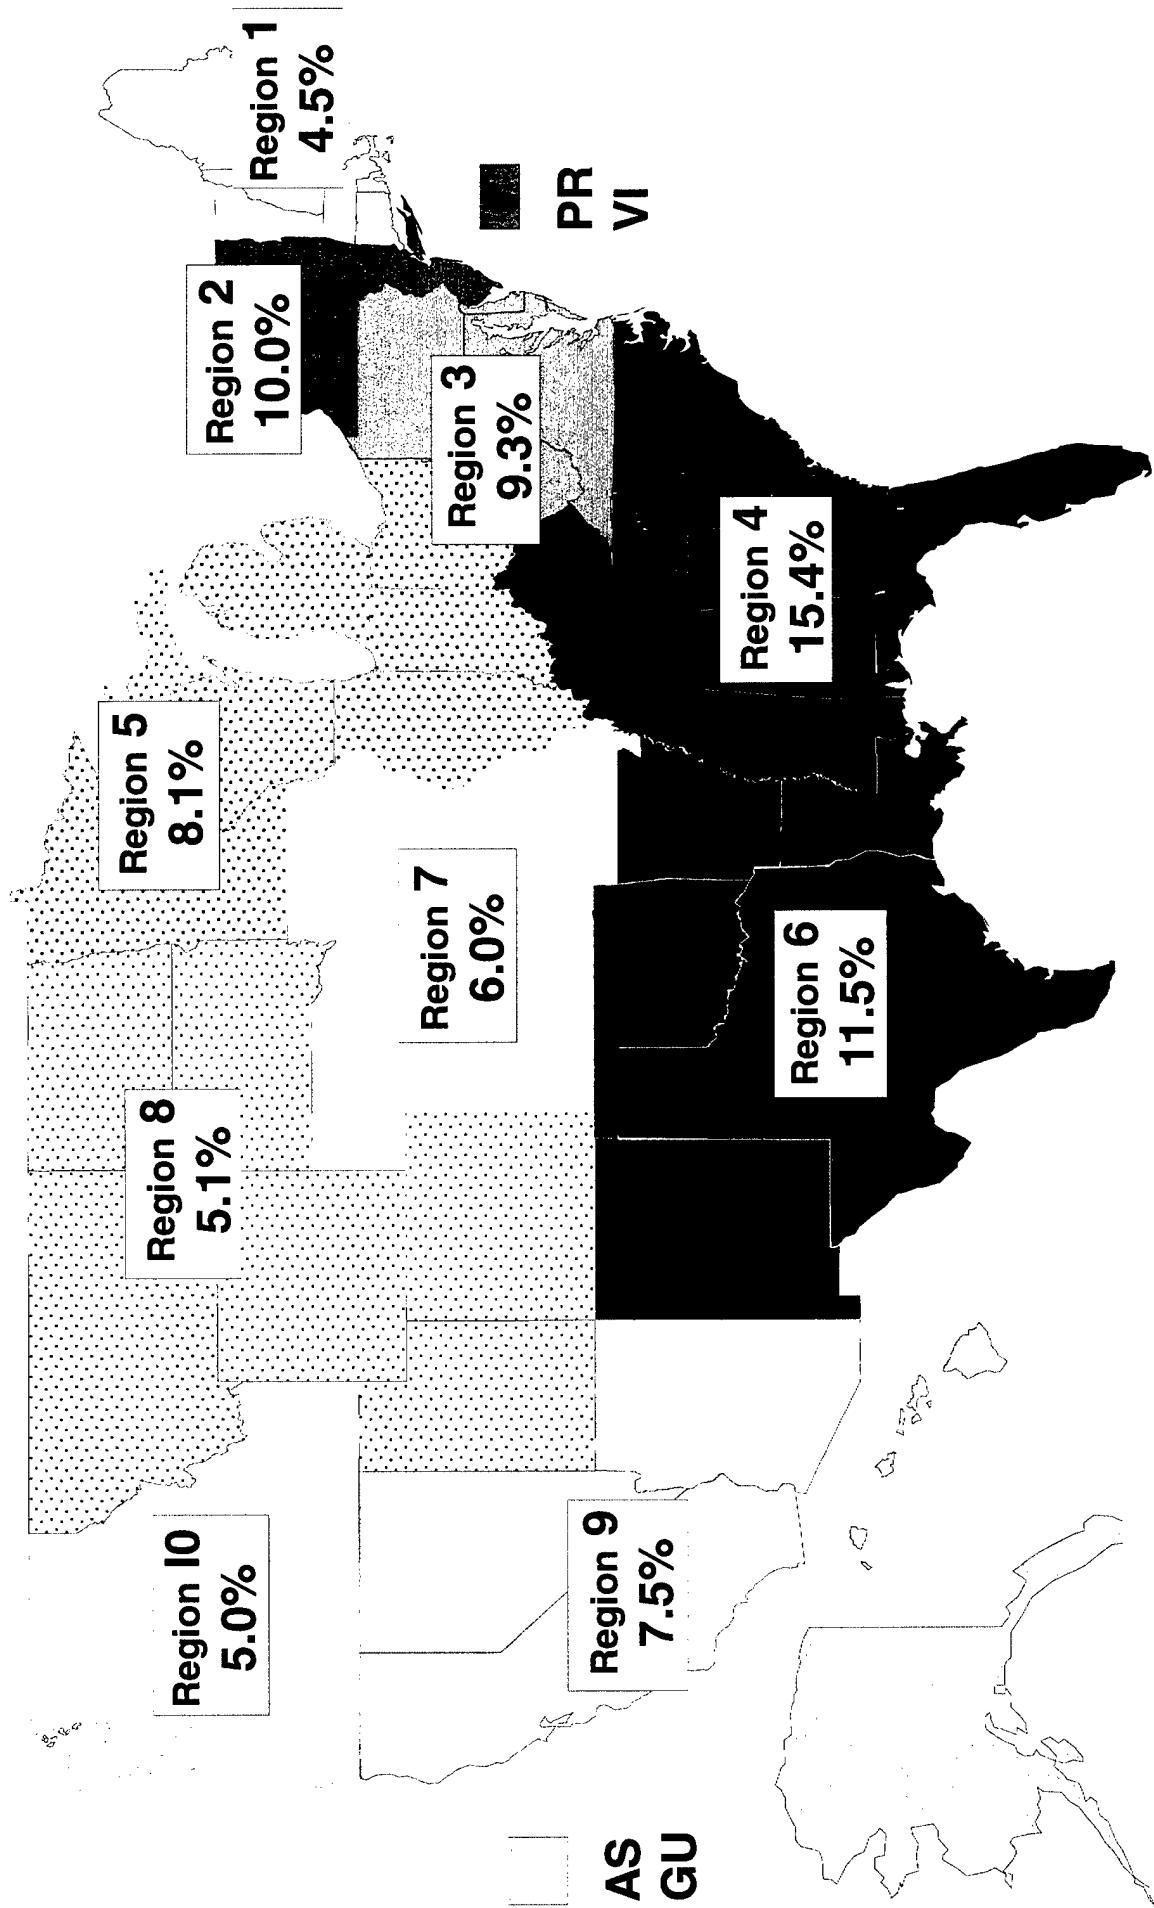 Region 1
4.5%
Region 2
10.0%
PR
VI
Region 3
9.3%
Region 4
15.4%
Region 5
8.1%
Region 7
6.0%
Region 6
11.5%
Region 8
5.1%
Region I0
5.0%
Region 9
7.5%
AS
GU